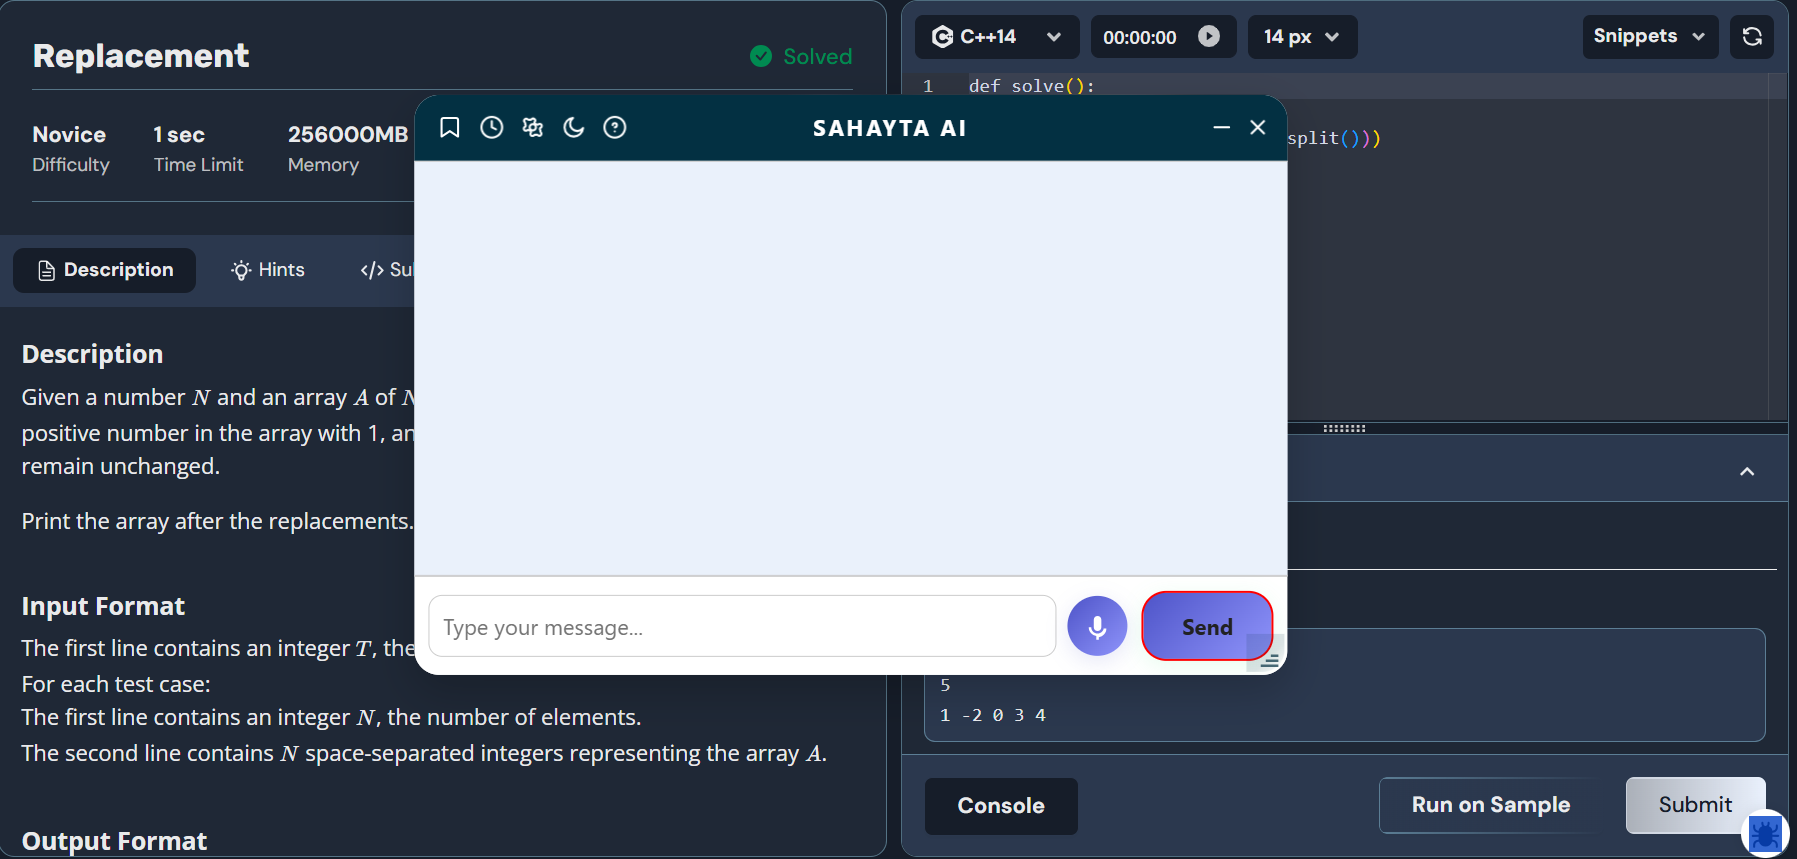 Replacement
Solved
Novice
Difficulty
1 sec
Time Limit
256000MB
Memory
Description
Hints
</> Su
Description
Given a number N and an array A of N
positive number in the array with 1, an
remain unchanged.
Print the array after the replacements.
Input Format
The first line contains an integer T, the
For each test case:
The first line contains an integer N, the number of elements.
The second line contains N space-separated integers representing the array A.
Output Format
C++14
00:00:00
14 px
Snippets
1 def solve():
split()))
SAHAYTA AI
Type your message...
Send
5
1 -2 0 3 4
Console
Run on Sample
Submit